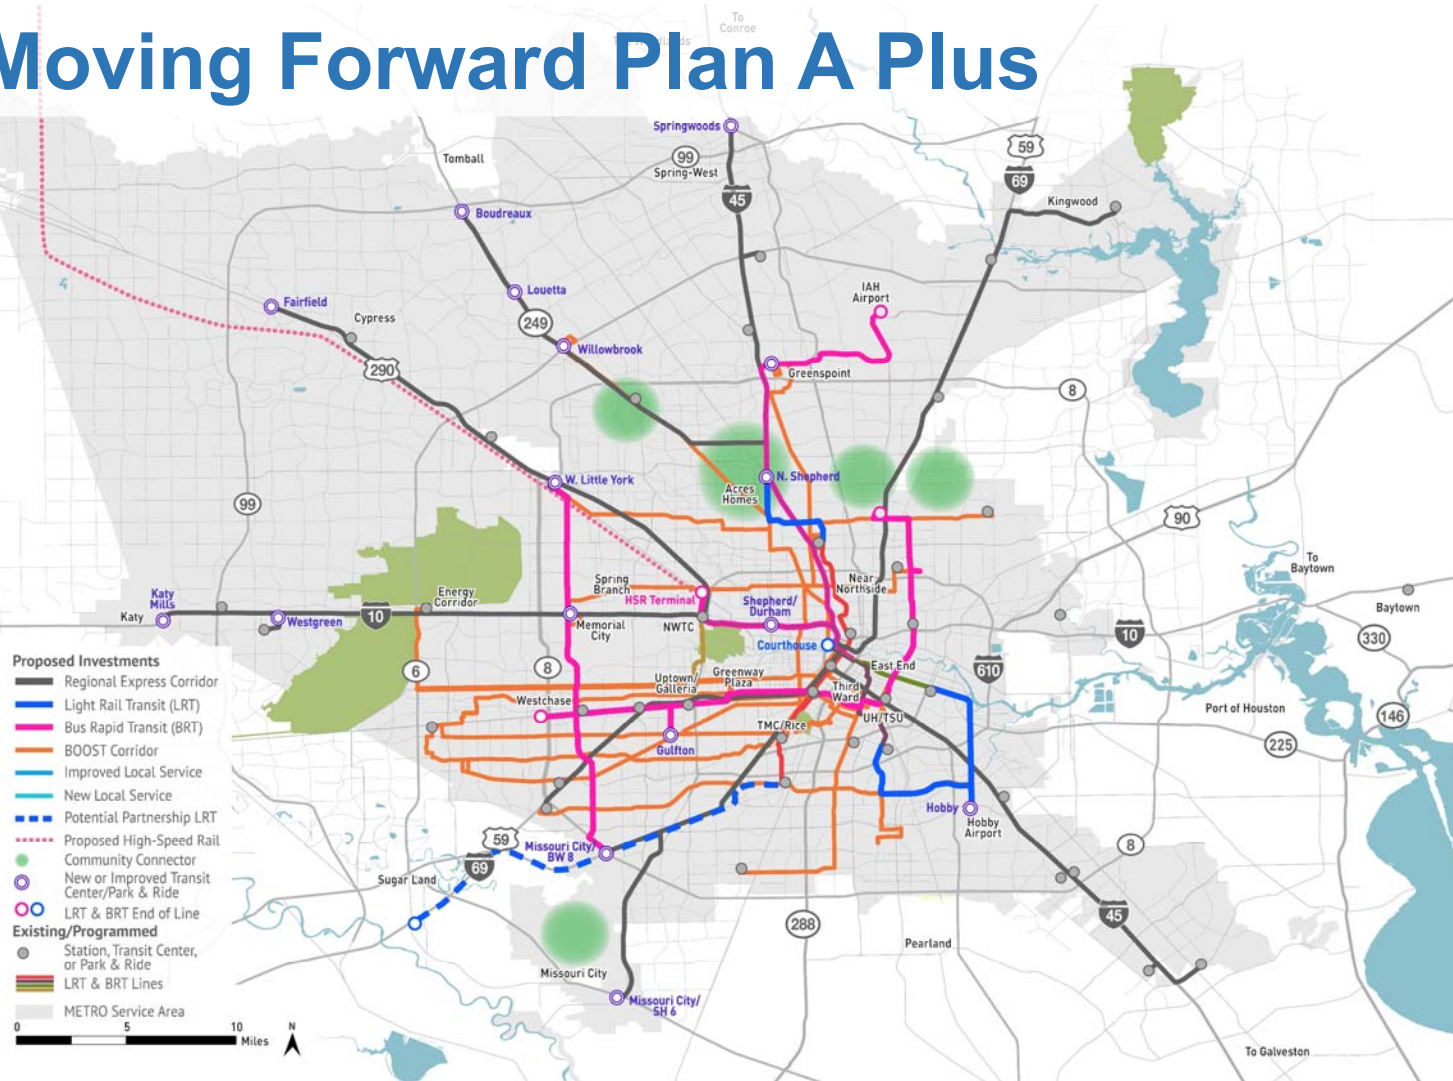 Moving Forward Plan A Plus
To
Conroe
Springwoods
99
Spring-West
59
69
Tomball
45
Kingwood
Boudreaux
Louetta
IAH
Airport
Fairfield
Cypress
249
Willowbrook
290
Greenspoint
8
W. Little York
N. Shepherd
Acres
Homes
99
90
To
Baytown
Spring
Branch
Near
Northside
HSR Terminal
Energy
Corridor
Shepherd/
Durham
Katy
Mills
Katy
Westgreen
10
Memorial
City
NWTC
Courthouse
10
Baytown
330
6
8
East End
610
Uptown/
Galleria
Greenway
Plaza
Third
Ward
Westchase
UH/TSU
TMC/Rice
Port of Houston
146
225
Gulfton
Hobby
Hobby
Airport
59
Missouri City/
BW 8
69
Sugar Land
8
288
45
Pearland
Missouri City
Missouri City/
SH 6
To Galveston
Proposed Investments
Regional Express Corridor
Light Rail Transit (LRT)
Bus Rapid Transit (BRT)
BOOST Corridor
Improved Local Service
New Local Service
Potential Partnership LRT
Proposed High-Speed Rail
Community Connector
New or Improved Transit
Center/Park & Ride
LRT & BRT End of Line
Existing/Programmed
Station, Transit Center,
or Park & Ride
LRT & BRT Lines
METRO Service Area
0 5 10
Miles
N